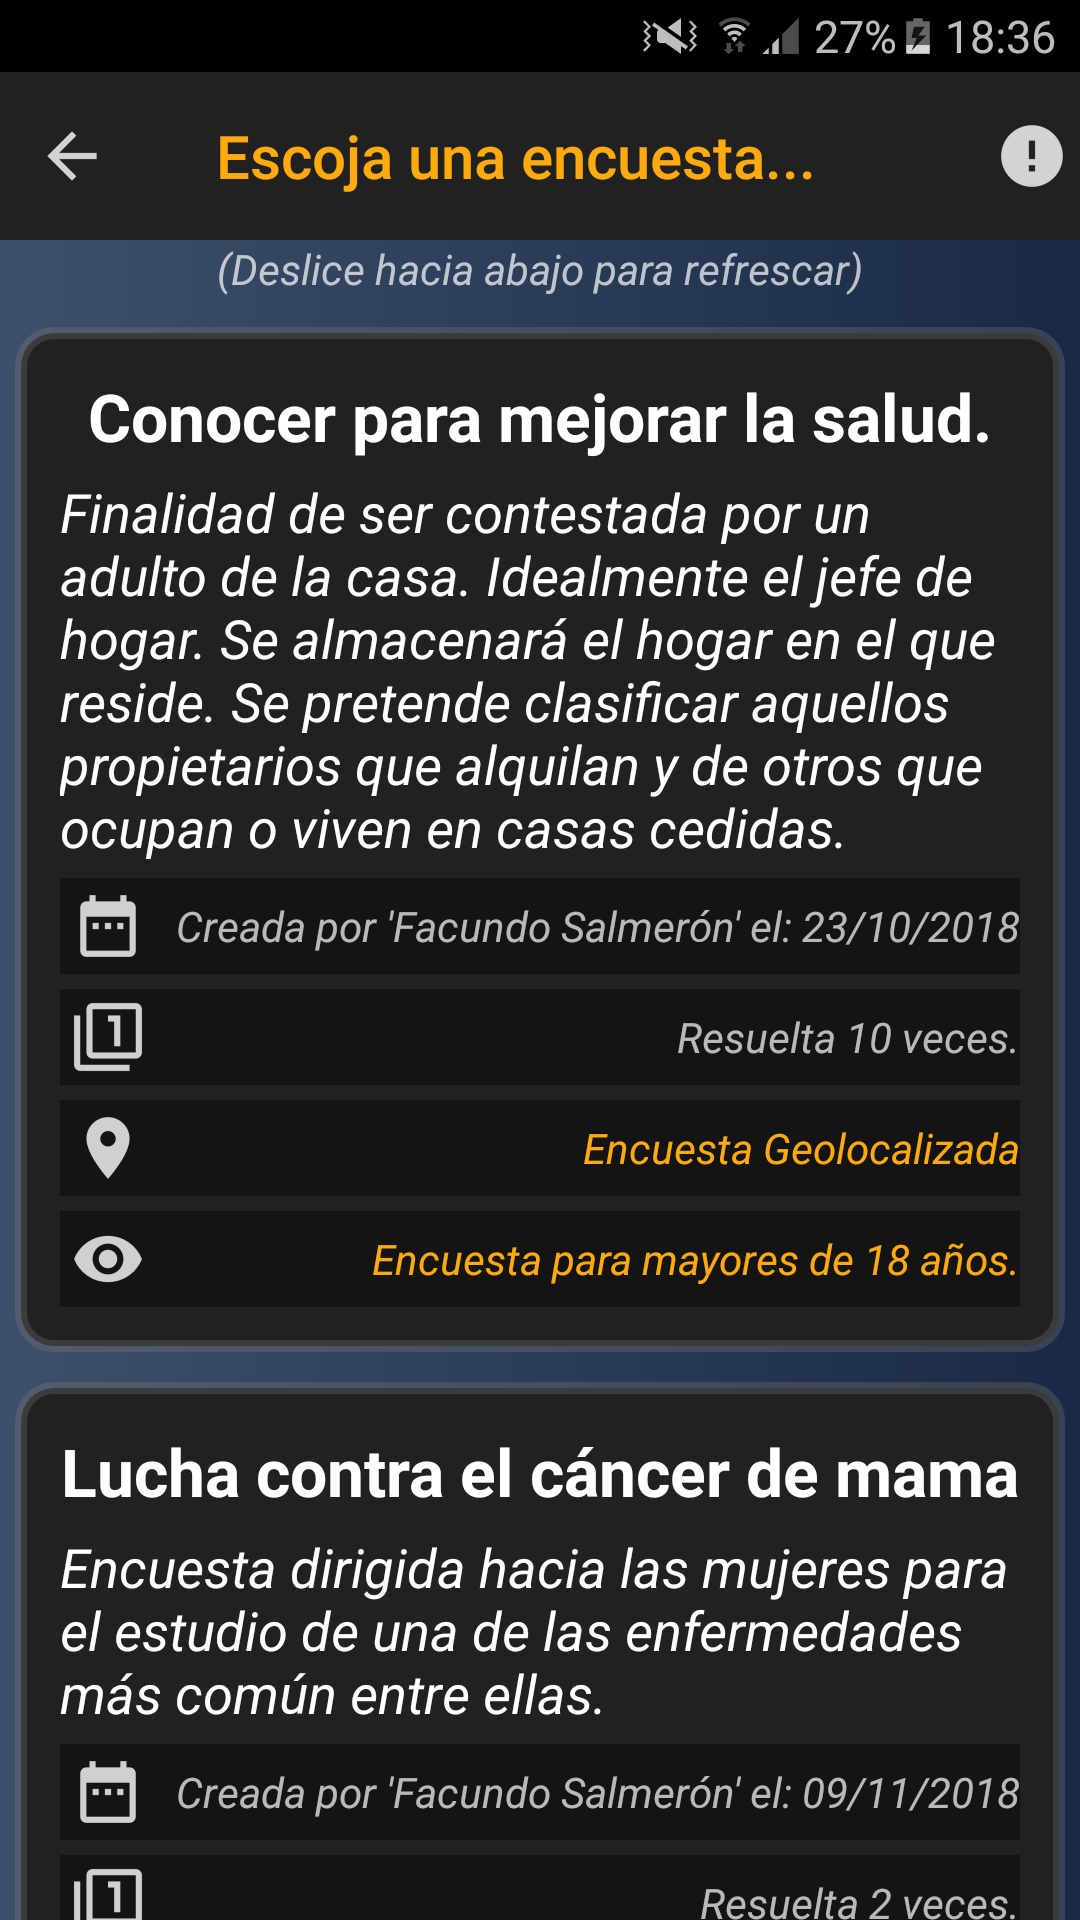 27% 18:36
Escoja una encuesta...
(Deslice hacia abajo para refrescar)
Conocer para mejorar la salud.
Finalidad de ser contestada por un
adulto de la casa. Idealmente el jefe de
hogar. Se almacenará el hogar en el que
reside. Se pretende clasificar aquellos
propietarios que alquilan y de otros que
ocupan o viven en casas cedidas.
Creada por 'Facundo Salmerón' el: 23/10/2018
1
Resuelta 10 veces.
Encuesta Geolocalizada
Encuesta para mayores de 18 años.
Lucha contra el cáncer de mama
Encuesta dirigida hacia las mujeres para
el estudio de una de las enfermedades
más común entre ellas.
Creada por 'Facundo Salmerón' el: 09/11/2018
1
Resuelta 2 veces.